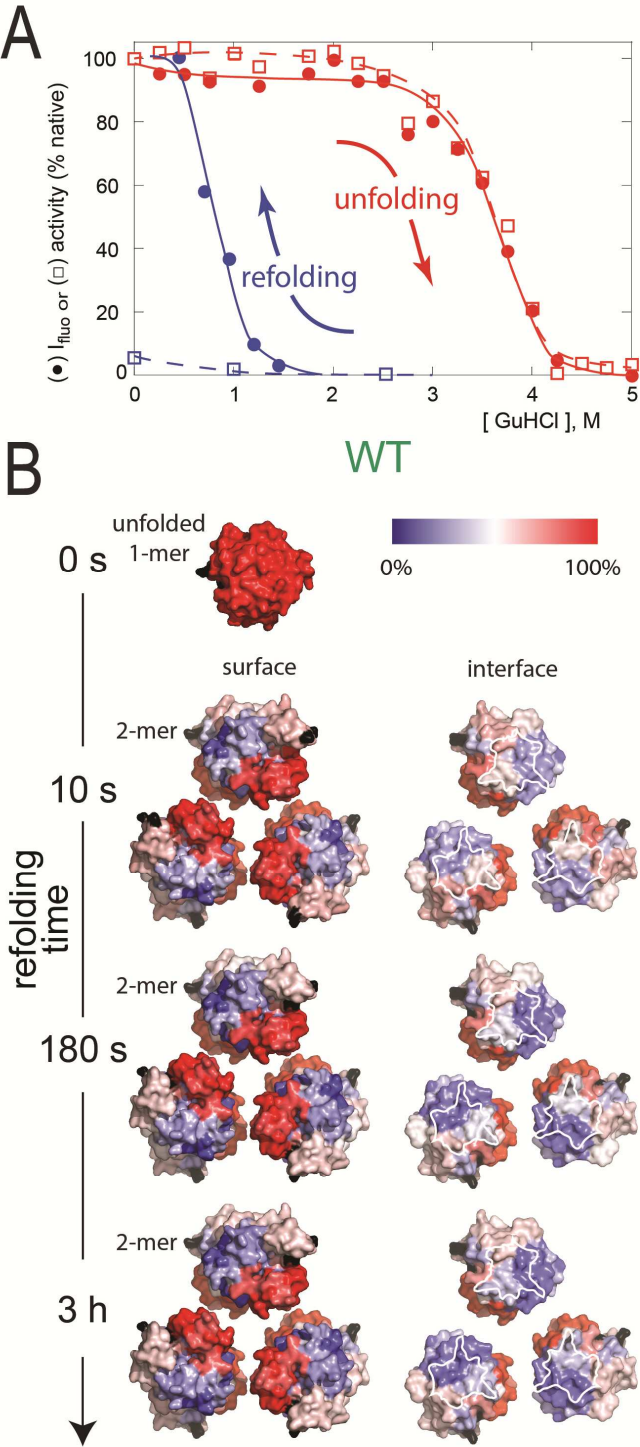 A
(●) I fluo or (□) activity (% native)
100
80
60
40
20
0
unfolding
refolding
0 1 2 3 4 5
[ GuHCl ], M
WT
B
unfolded
1-mer
0 s
0% 100%
surface interface
2-mer
10 s
refolding
time
2-mer
180 s
2-mer
3 h